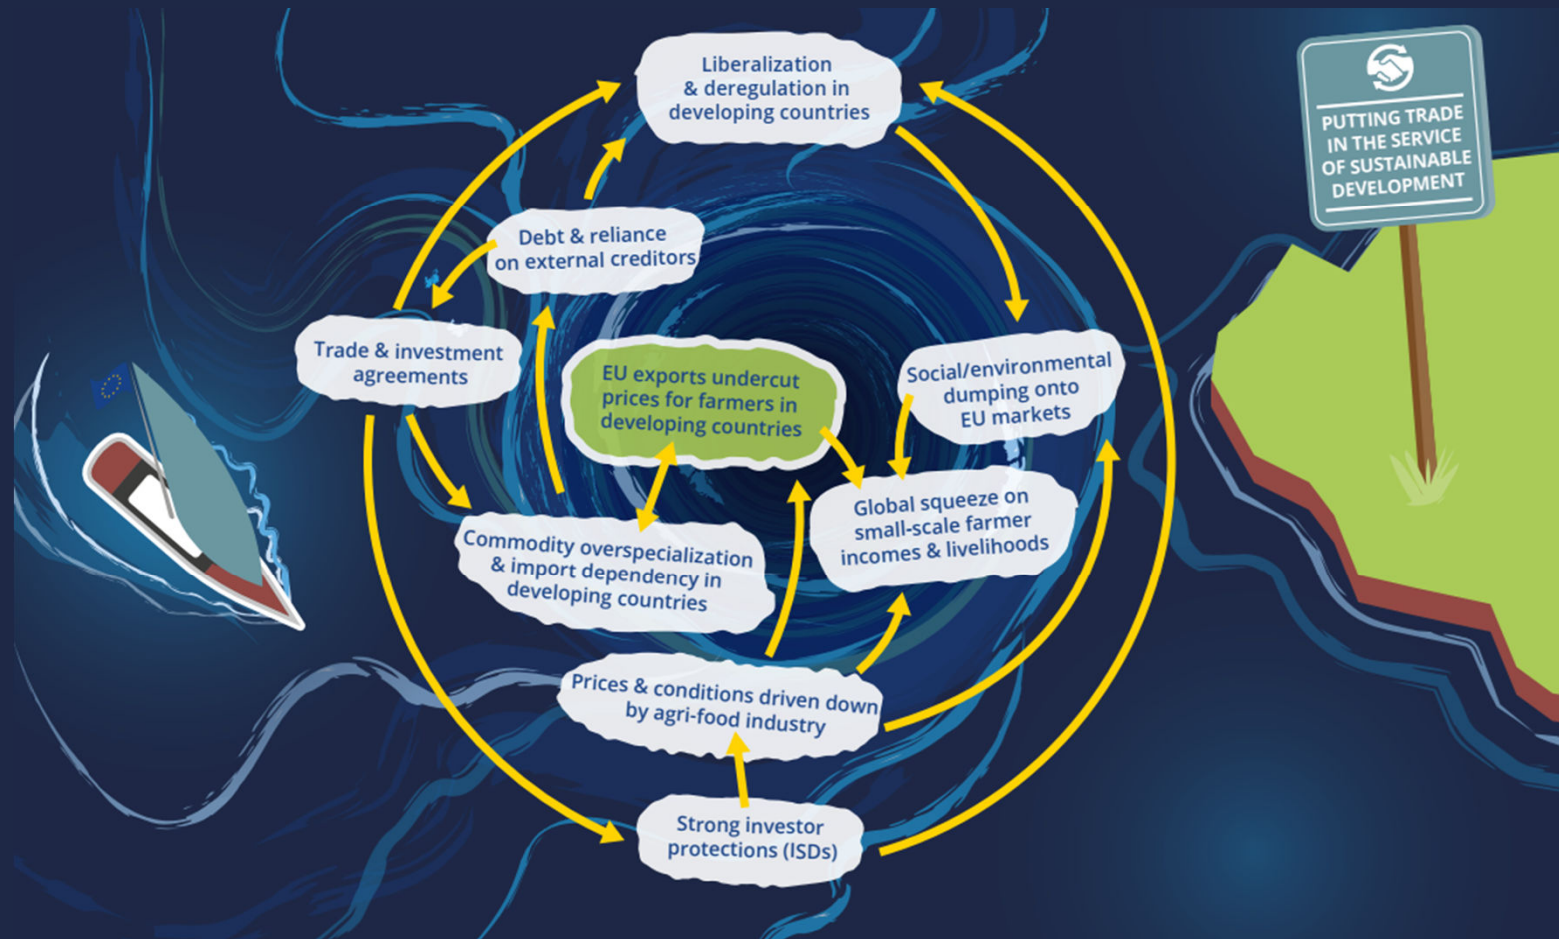 Liberalization
& deregulation in
developing countries
PUTTING TRADE
IN THE SERVICE
OF SUSTAINABLE
DEVELOPMENT
Debt & reliance
on external creditors
Trade & investment
agreements
EU exports undercut
prices for farmers in
developing countries
Social/environmental
dumping onto
EU markets
Global squeeze on
small-scale farmer
incomes & livelihoods
Commodity overspecialization
& import dependency in
developing countries
Prices & conditions driven down
by agri-food industry
Strong investor
protections (ISDs)